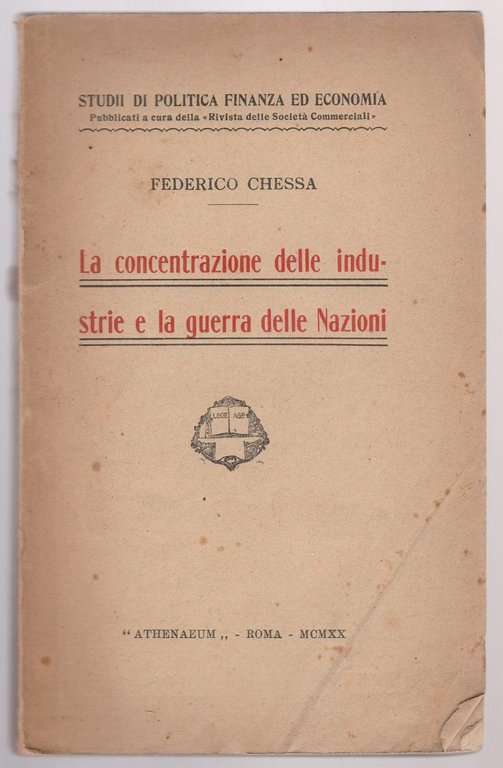 STUDII DI POLITICA FINANZA ED ECONOMIA
Pubblicati a cura della «Rivista delle Società Commerciali»
FEDERICO CHESSA
La concentrazione delle indu-
strie e la guerra delle Nazioni
LEGE AGE
"ATHENAEUM„ - ROMA - MCMXX